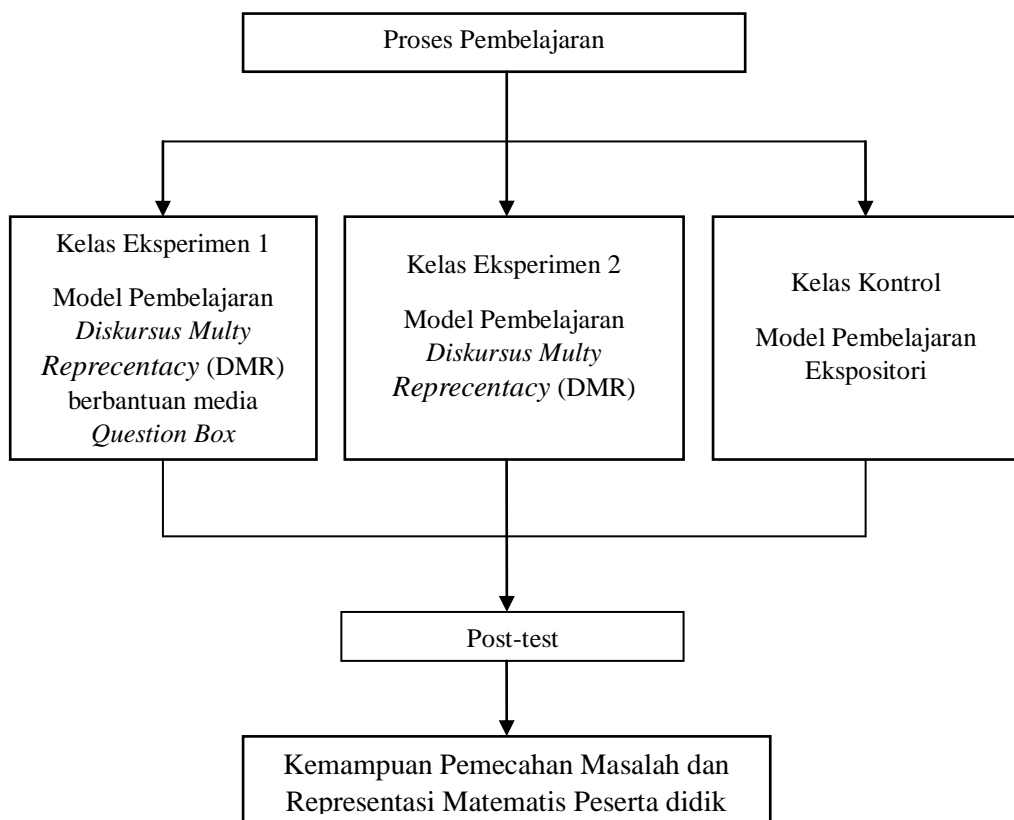 Proses Pembelajaran
Kelas Eksperimen 1
Model Pembelajaran
Diskursus Multy
Reprecentacy (DMR)
berbantuan media
Question Box
Kelas Eksperimen 2
Model Pembelajaran
Diskursus Multy
Reprecentacy (DMR)
Kelas Kontrol
Model Pembelajaran
Ekspositori
Post-test
Kemampuan Pemecahan Masalah dan
Representasi Matematis Peserta didik